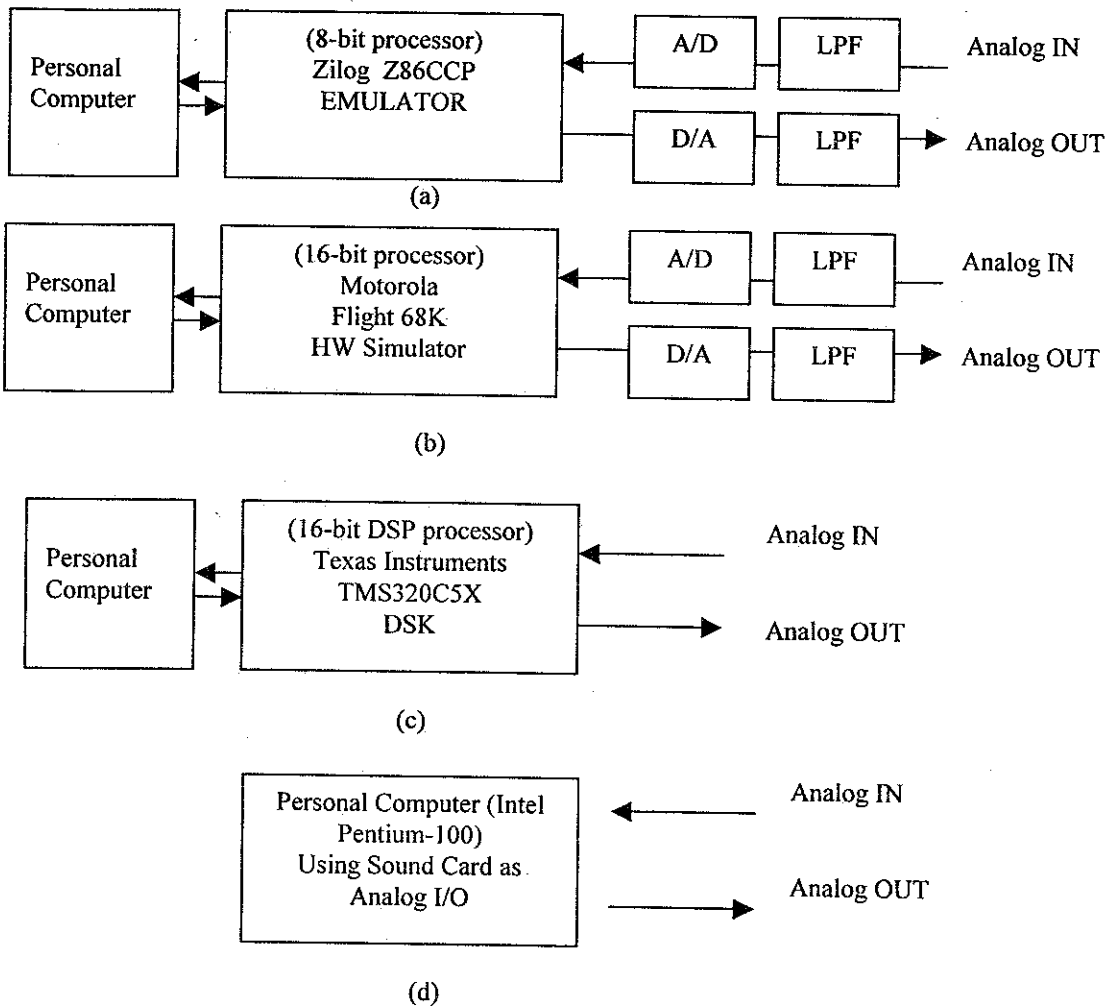 Personal
Computer
(8-bit processor)
Zilog Z86CCP
EMULATOR
A/D
LPF
Analog IN
D/A
LPF
Analog OUT
(a)
Personal
Computer
(16-bit processor)
Motorola
Flight 68K
HW Simulator
A/D
LPF
Analog IN
D/A
LPF
Analog OUT
(b)
Personal
Computer
(16-bit DSP processor)
Texas Instruments
TMS320C5X
DSK
Analog IN
Analog OUT
(c)
Personal Computer (Intel
Pentium-100)
Using Sound Card as
Analog I/O
Analog IN
Analog OUT
(d)